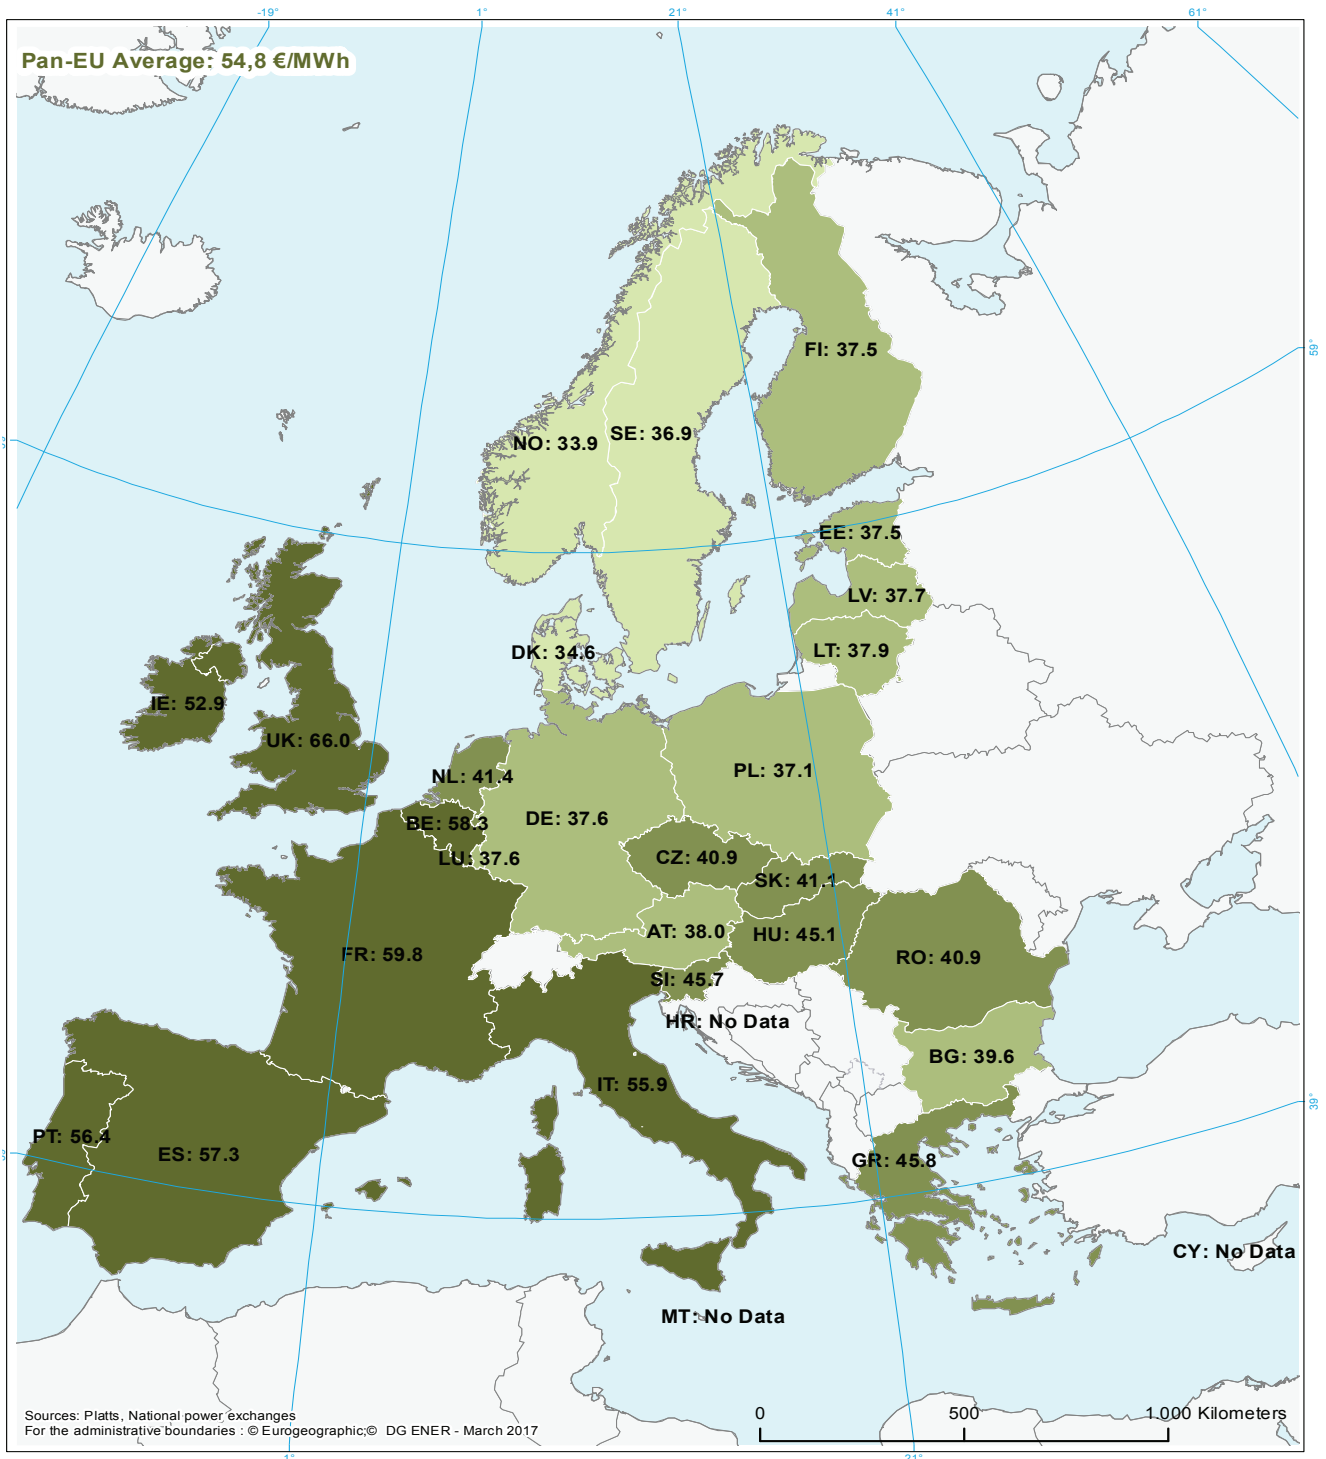 -19°
1°
21°
41°
61°
Pan-EU Average: 54,8 €/MWh
59°
FI: 37.5
NO: 33.9
SE: 36.9
EE: 37.5
LV: 37.7
LT: 37.9
DK: 34.6
IE: 52.9
UK: 66.0
NL: 41.4
PL: 37.1
DE: 37.6
BE: 58.3
LU: 37.6
CZ: 40.9
SK: 41.1
AT: 38.0
HU: 45.1
FR: 59.8
RO: 40.9
SI: 45.7
HR: No Data
BG: 39.6
IT: 55.9
39°
PT: 56.4
ES: 57.3
GR: 45.8
CY: No Data
MT: No Data
Sources: Platts, National power exchanges
For the administrative boundaries : © Eurogeographic;© DG ENER - March 2017
0 500 1.000 Kilometers
1°
21°